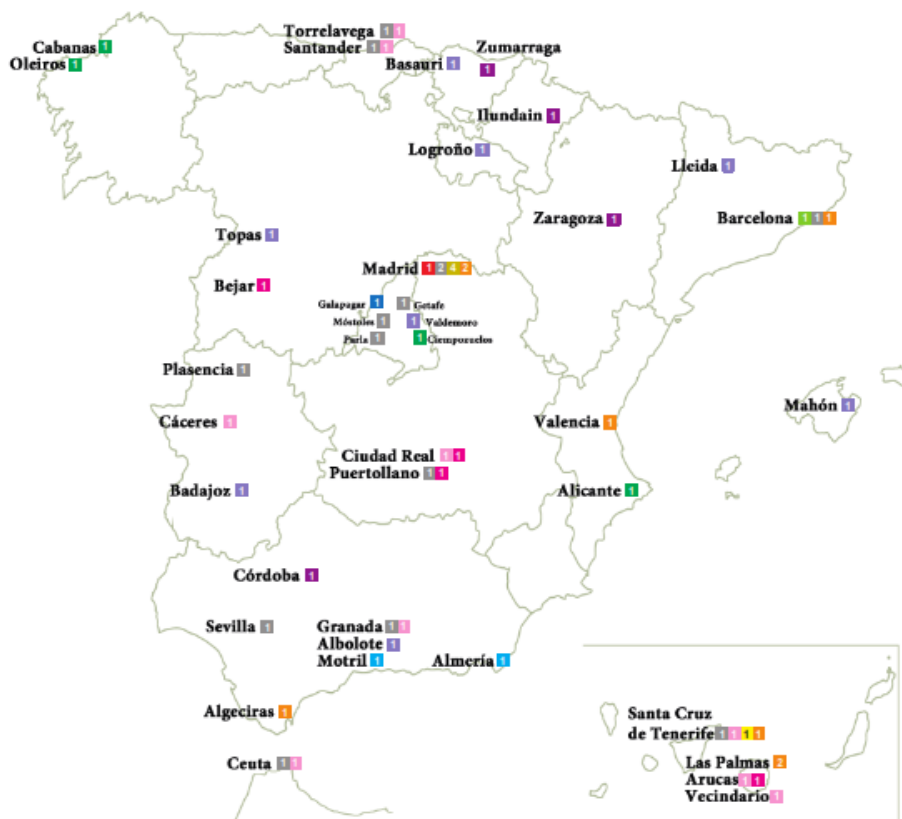 Torrelavega 1 1
Cabanas 1
Santander 1 1
Zumarraga
1
Oleiros 1
Basauri 1
Ilundain 1
Logroño 1
Lleida 1
Zaragoza 1
Barcelona 1 1 1
Topas 1
Madrid 1 2 4 2
Bejar 1
Galapagar 1
1 Getafe
Móstoles 1
1 Valdemoro
Parla 1
1 Ciempozuelos
Plasencia 1
Mahón 1
Cáceres 1
Valencia 1
Ciudad Real 1 1
Puertollano 1 1
Badajoz 1
Alicante 1
Córdoba 1
Sevilla 1
Granada 1 1
Albolote 1
Motril 1
Almería 1
Algeciras 1
Santa Cruz
de Tenerife 1 1 1 1
Ceuta 1 1
Las Palmas 2
Arucas 1 1
Vecindario 1